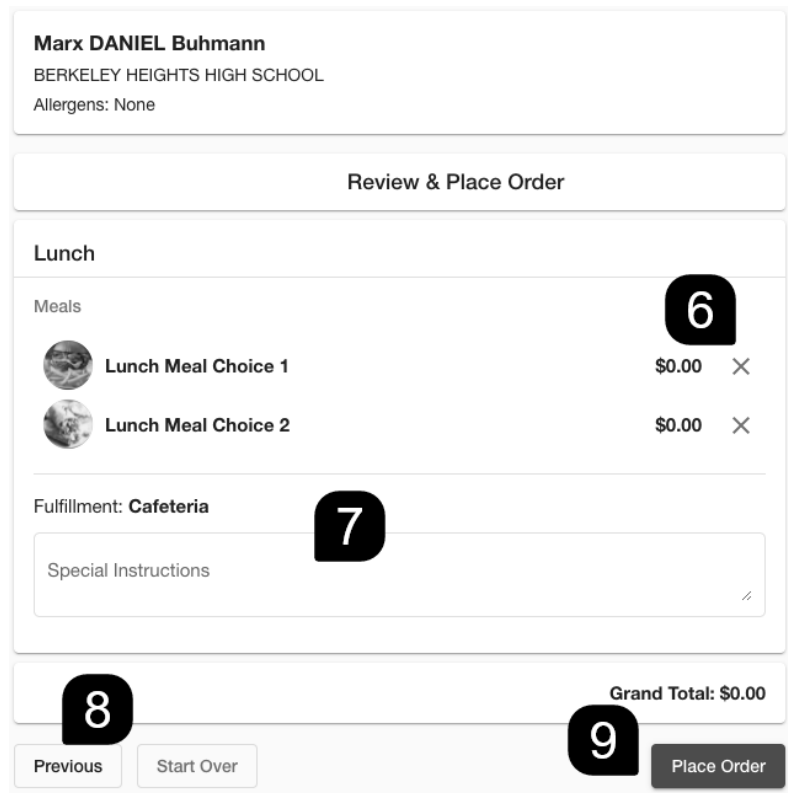 Marx DANIEL Buhmann
BERKELEY HEIGHTS HIGH SCHOOL
Allergens: None
Review & Place Order
Lunch
Meals
6
Lunch Meal Choice 1 $0.00
Lunch Meal Choice 2 $0.00
Fulfillment: Cafeteria
7
Special Instructions
Grand Total: $0.00
8
9
Previous Start Over Place Order